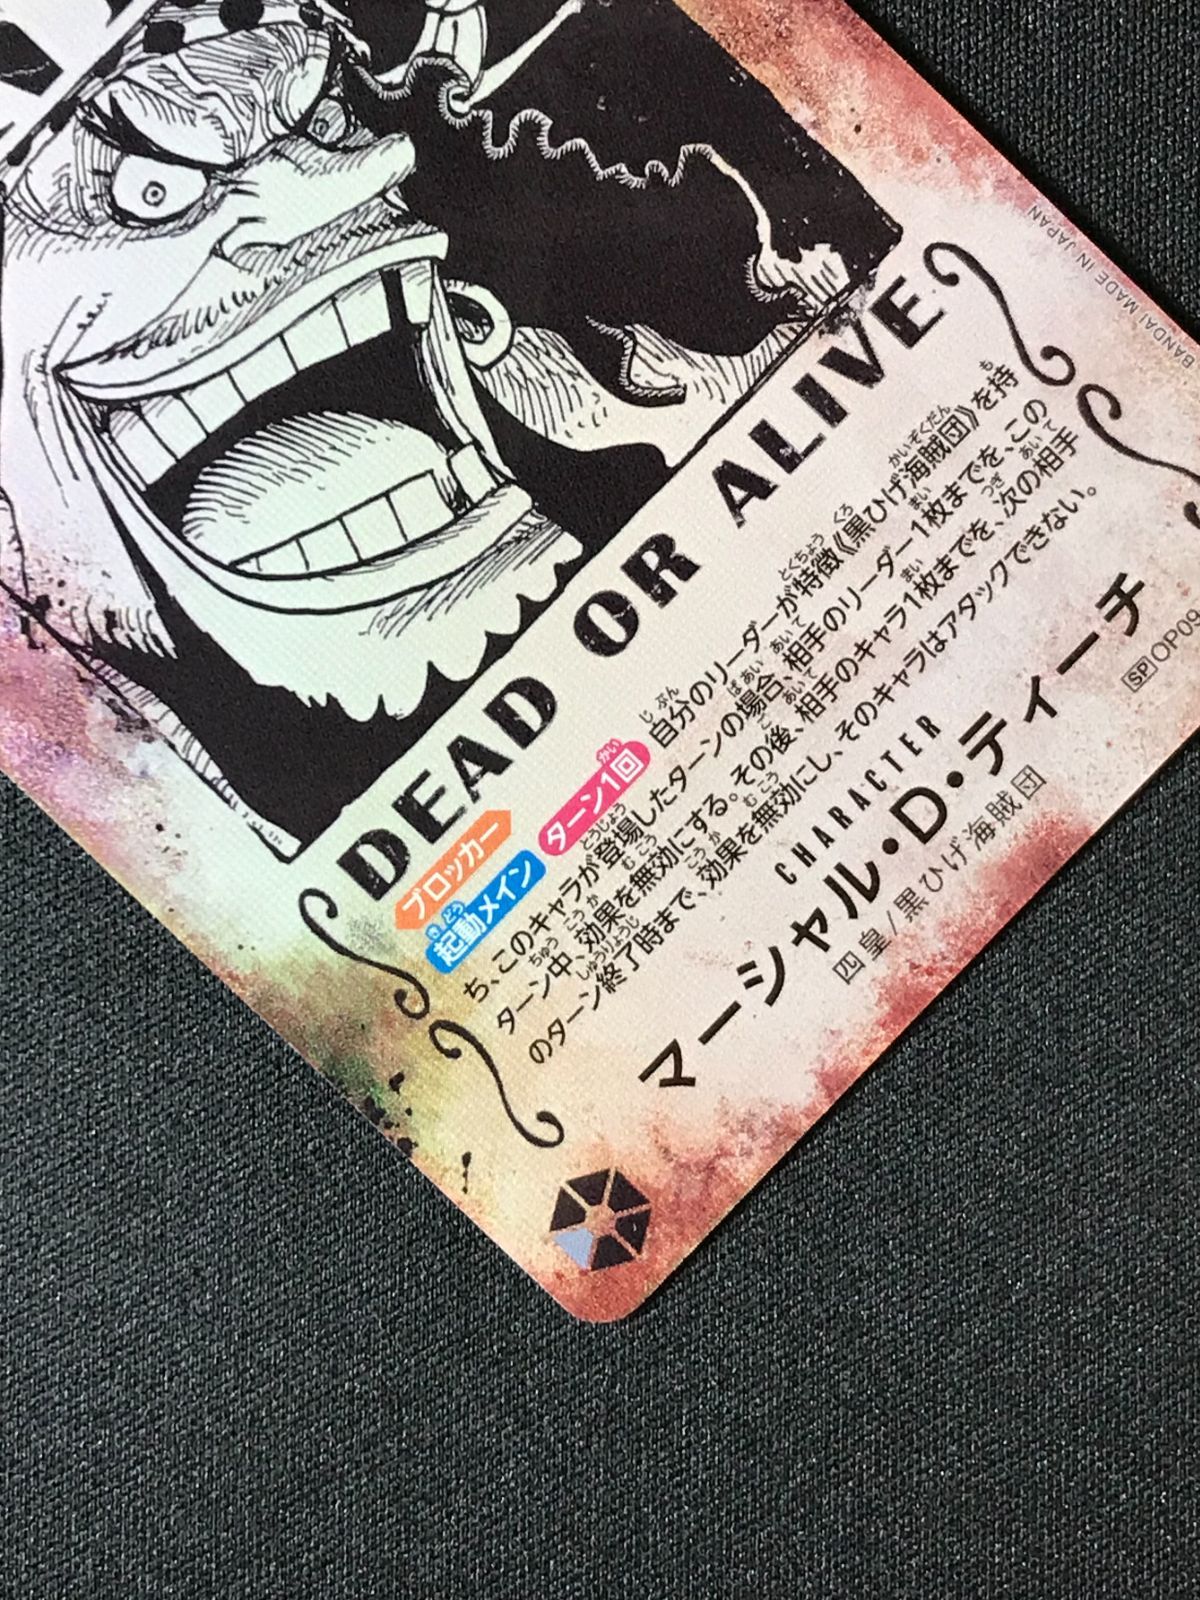 DEAD OR ALIVE
ブロッカー
起動メイン ターン1回 自分のリーダーが特徴《黒ひげ海賊団》を持
ち、このキャラが登場したターンの場合、相手のリーダー1枚までを、この
ターン中、効果を無効にする。その後、相手のキャラ1枚までを、次の相手
のターン終了時まで、効果を無効にし、そのキャラはアタックできない。
CHARACTER
マーシャル・D・ティーチ
四皇/黒ひげ海賊団
SP OP09
BANDAI MADE IN JAPAN